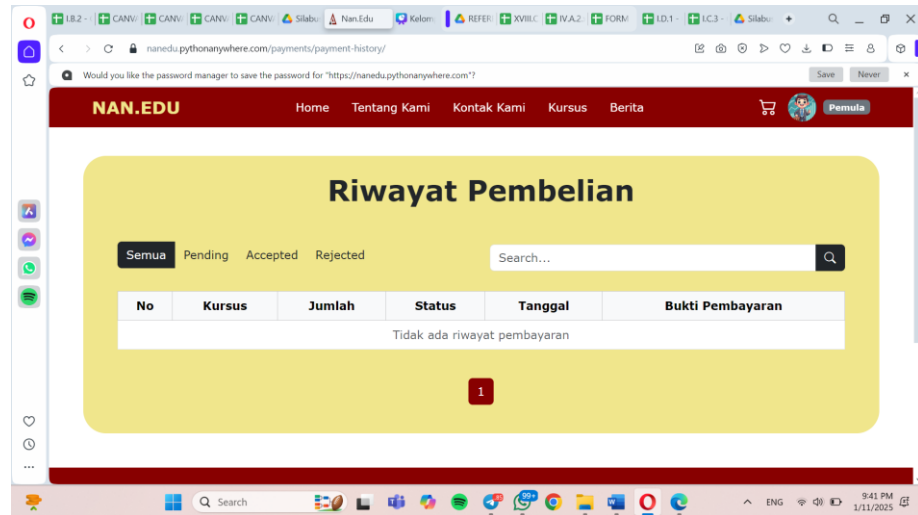 I.B.2 -
CANV
CANV
CANV
CANV
Silabu
Nan.Edu
Kelom
REFER
XVIII.C
IV.A.2.
FORM
I.D.1 -
I.C.3 -
Silabu
nanedu.pythonanywhere.com/payments/payment-history/
Would you like the password manager to save the password for "https://nanedu.pythonanywhere.com"?
Save
Never
NAN.EDU
Home
Tentang Kami
Kontak Kami
Kursus
Berita
Pemula
Riwayat Pembelian
Semua
Pending
Accepted
Rejected
Search...
No
Kursus
Jumlah
Status
Tanggal
Bukti Pembayaran
Tidak ada riwayat pembayaran
1
Search
99+
ENG
9:41 PM
1/11/2025